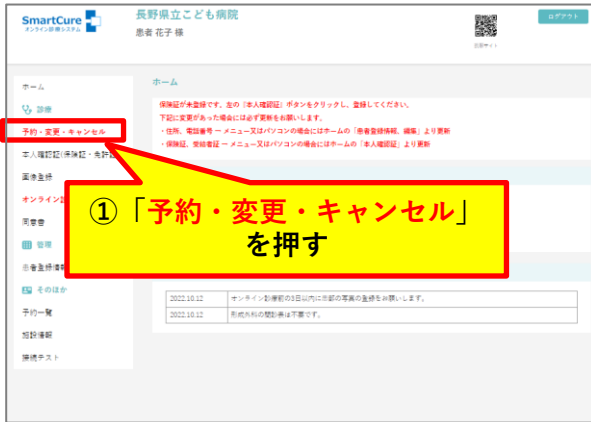 SmartCure
オンライン診療システム
長野県立こども病院
患者 花子 様
ログアウト
ホーム
診療
予約・変更・キャンセル
本人確認証(保険証・免許証
画像登録
オンライン診
同意書
管理
患者登録情報
そのほか
予約一覧
施設情報
接続テスト
ホーム
保険証が未登録です。左の「本人確認証」ボタンをクリックし、登録してください。
下記に変更があった場合には必ず更新をお願いします。
・住所、電話番号 ー メニュー又はパソコンの場合にはホームの「患者登録情報、編集」より更新
・保険証、受給者証 ー メニュー又はパソコンの場合にはホームの「本人確認証」より更新
①「予約・変更・キャンセル」
を押す
2022.10.12 オンライン診療前の3日以内に患部の写真の登録をお願いします。
2022.10.12 形成外科の問診表は不要です。